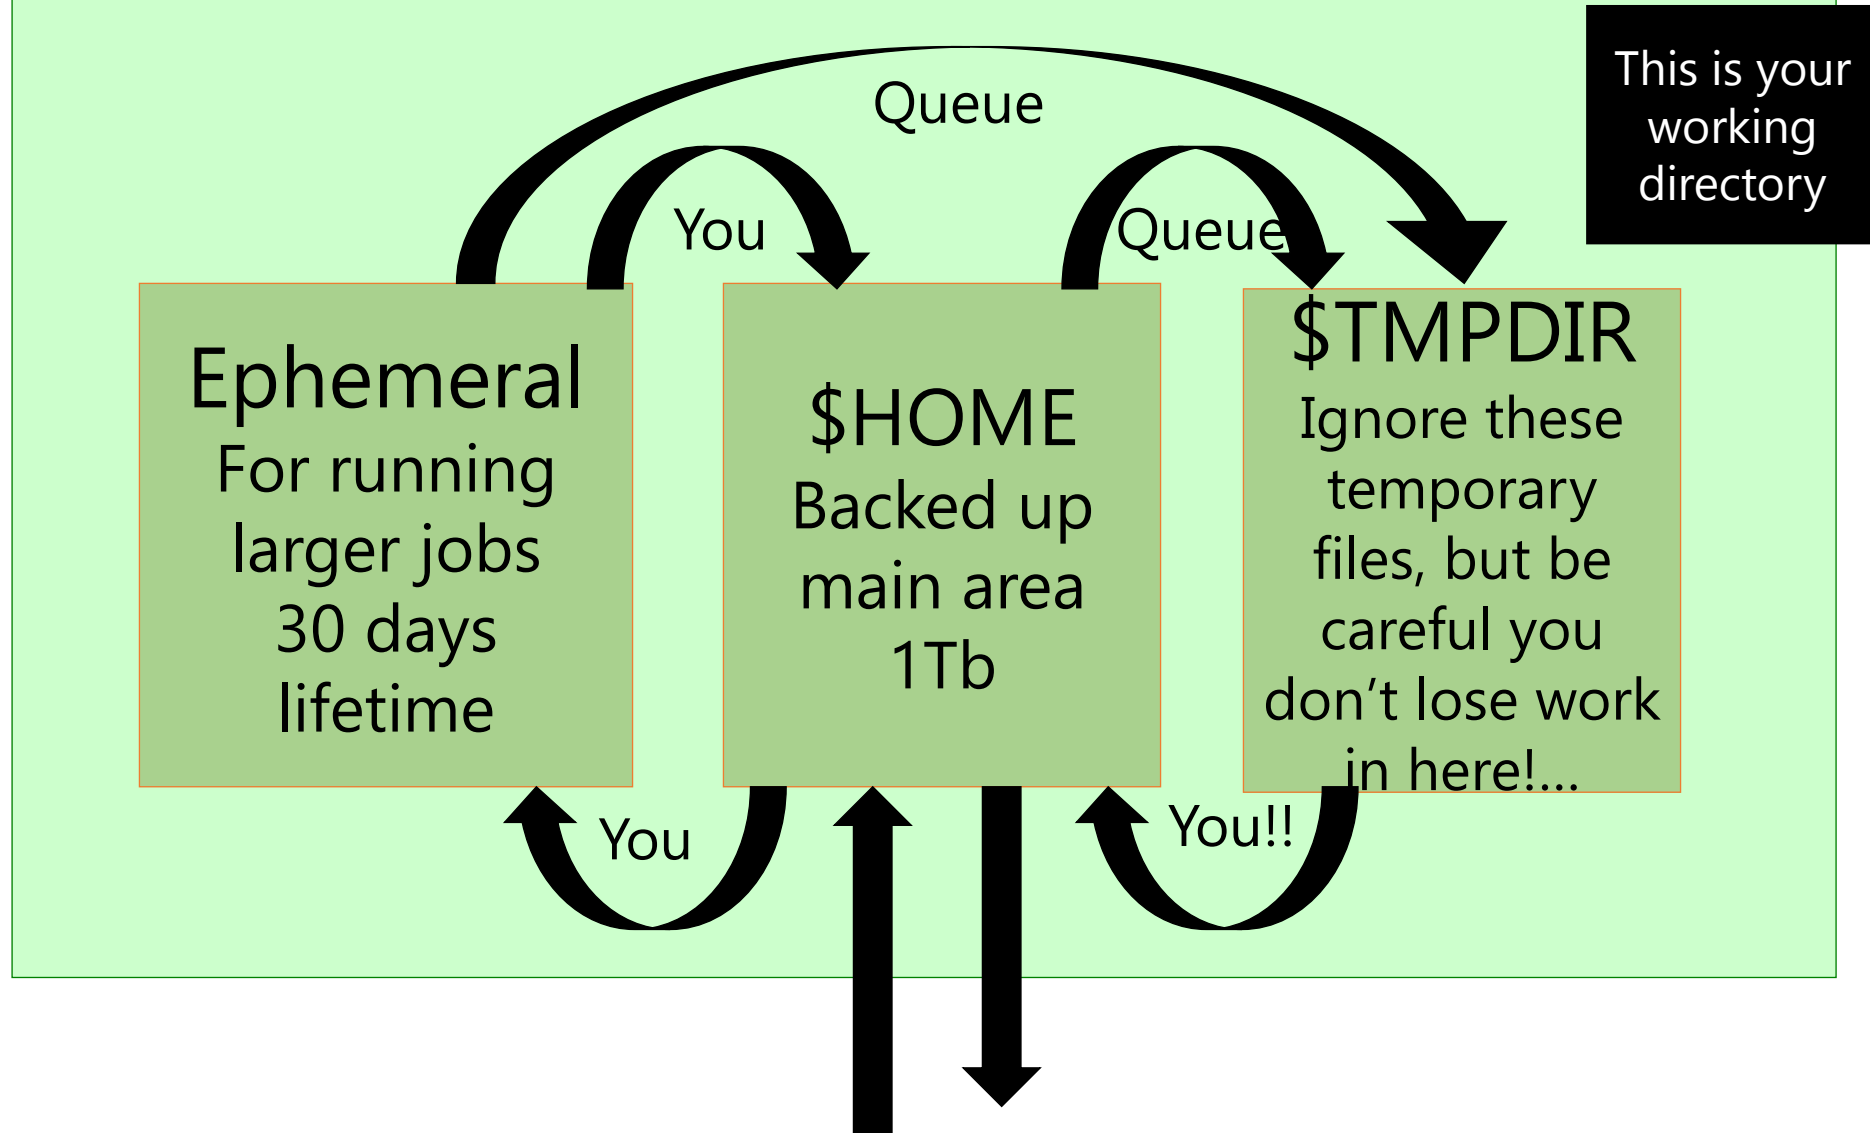 This is your
working
directory
Queue
You
Queue
Ephemeral
For running
larger jobs
30 days
lifetime
$HOME
Backed up
main area
1Tb
$TMPDIR
Ignore these
temporary
files, but be
careful you
don’t lose work
in here!...
You
You!!